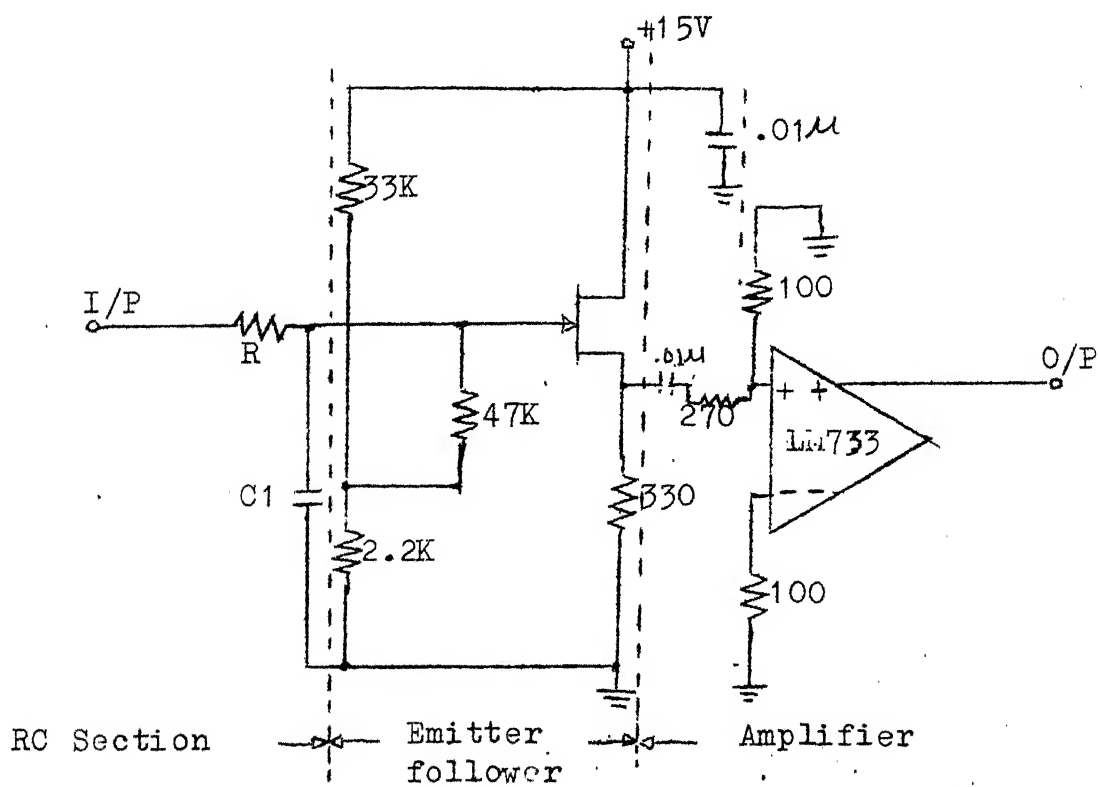 +15V
.01µ
33K
100
I/P
R
.01µ
O/P
+ +
270
47K
LM733
C1
330
- -
2.2K
100
RC Section
Emitter
follower
Amplifier